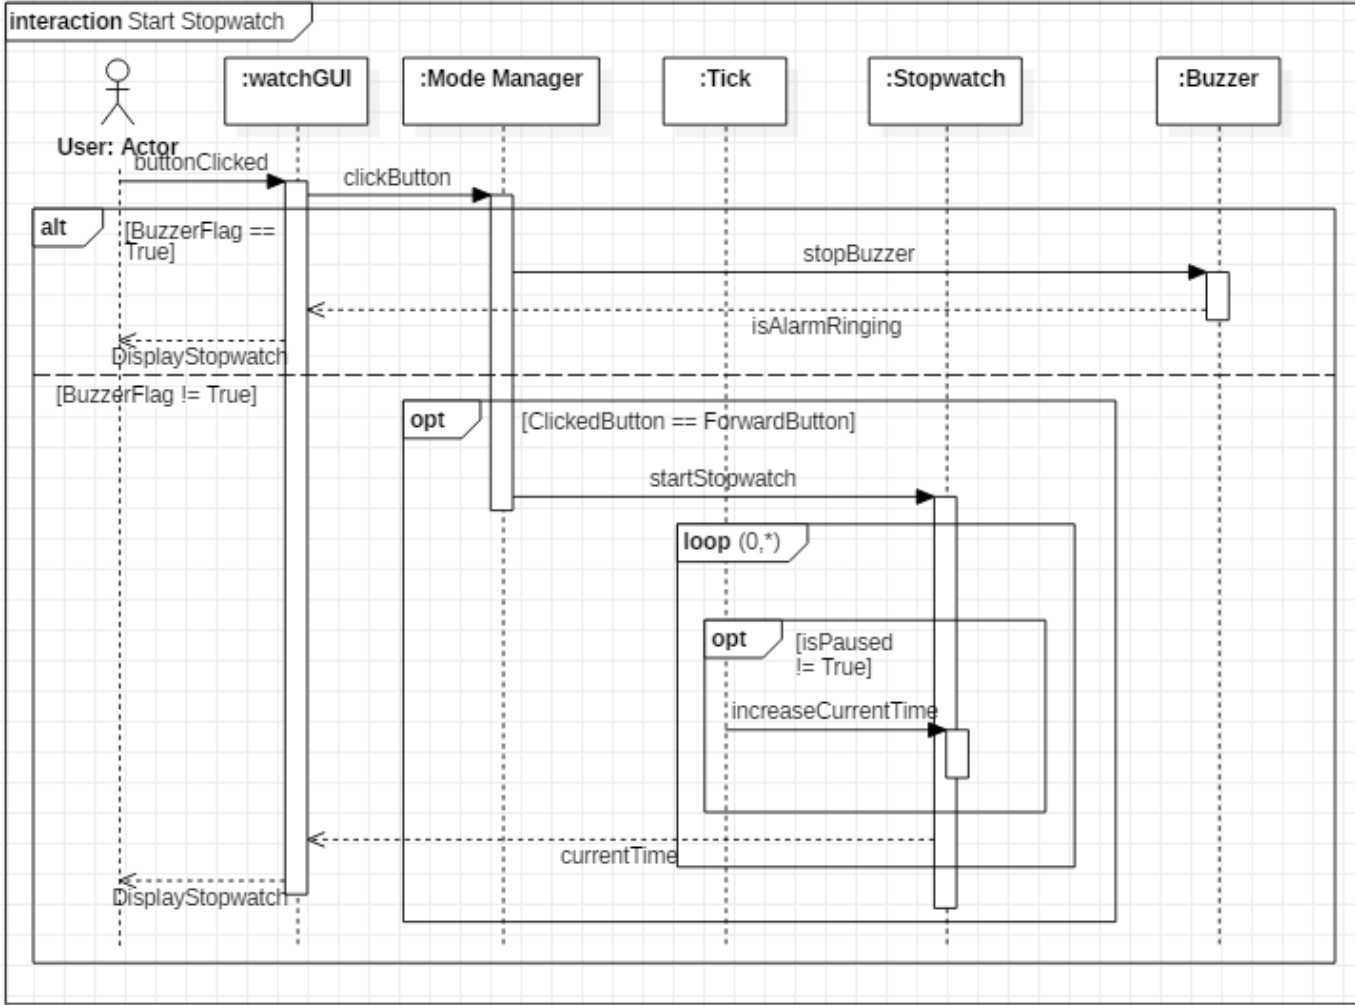 interaction Start Stopwatch
:watchGUI
:Mode Manager
:Tick
:Stopwatch
:Buzzer
User: Actor
buttonClicked
clickButton
alt
[BuzzerFlag ==
True]
stopBuzzer
isAlarmRinging
DisplayStopwatch
[BuzzerFlag != True]
opt
[ClickedButton == ForwardButton]
startStopwatch
loop (0,*)
opt
[isPaused
!= True]
increaseCurrentTime
currentTime
DisplayStopwatch